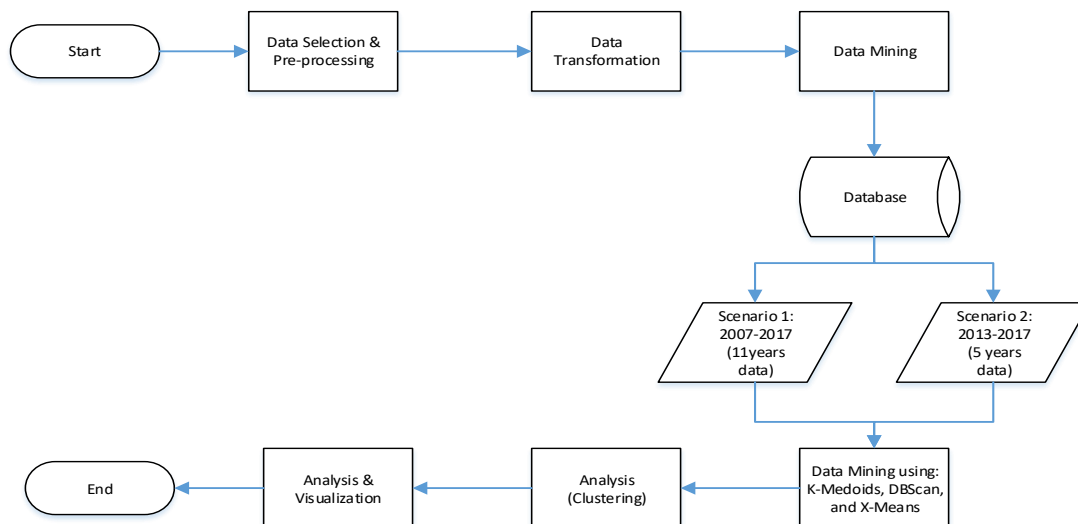 Start
Data Selection &
Pre-processing
Data
Transformation
Data Mining
Database
Scenario 1:
2007-2017
(11years
data)
Scenario 2:
2013-2017
(5 years
data)
Data Mining using:
K-Medoids, DBScan,
and X-Means
Analysis
(Clustering)
Analysis &
Visualization
End